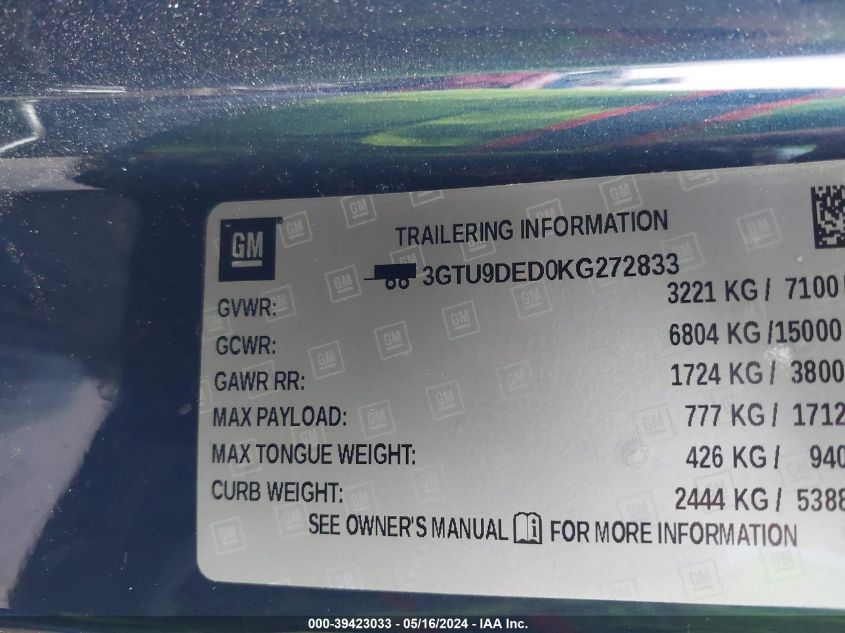 GM
TRAILERING INFORMATION
3GTU9DED0KG272833
GVWR: 3221 KG / 7100
GCWR: 6804 KG /15000
GAWR RR: 1724 KG / 3800
MAX PAYLOAD: 777 KG / 1712
MAX TONGUE WEIGHT: 426 KG / 940
CURB WEIGHT: 2444 KG / 5388
SEE OWNER'S MANUAL i FOR MORE INFORMATION
000-39423033 - 05/16/2024 - IAA Inc.